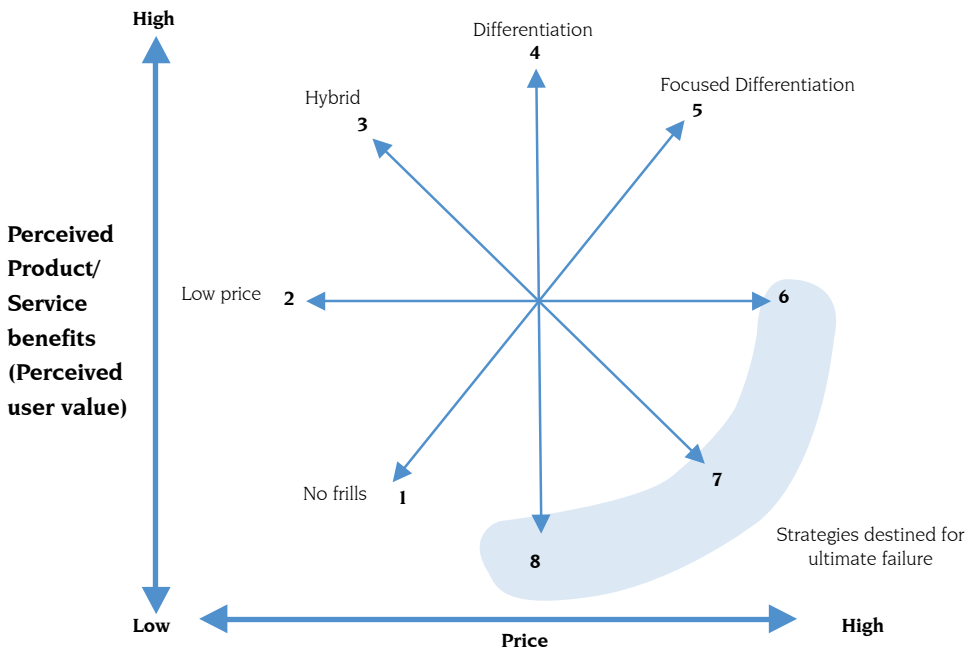 High
Differentiation
4
Focused Differentiation
5
Hybrid
3
Perceived
Product/
Service
benefits
(Perceived
user value)
Low price 2
6
7
No frills 1
8
Strategies destined for
ultimate failure
Low
Price
High